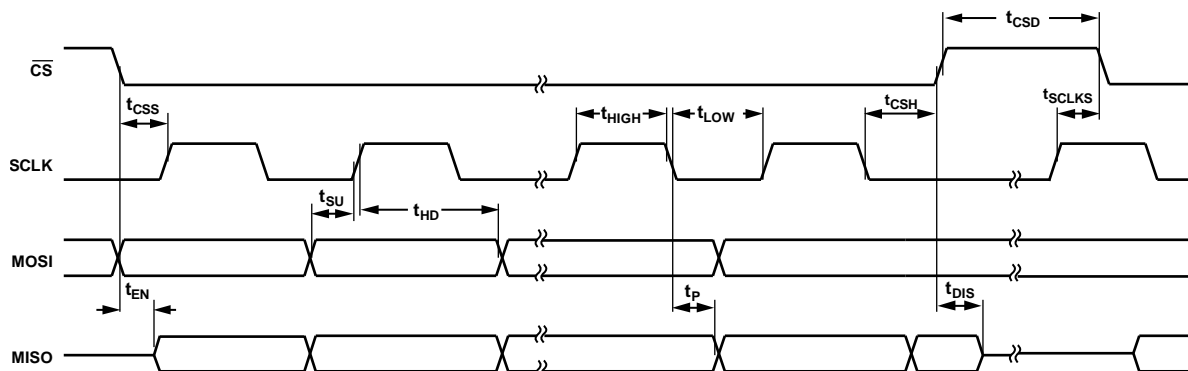 tCSD
CS
tCSS
tHIGH
tLOW
tCSH
tSCLKS
SCLK
tSU
tHD
MOSI
tEN
tP
tDIS
MISO